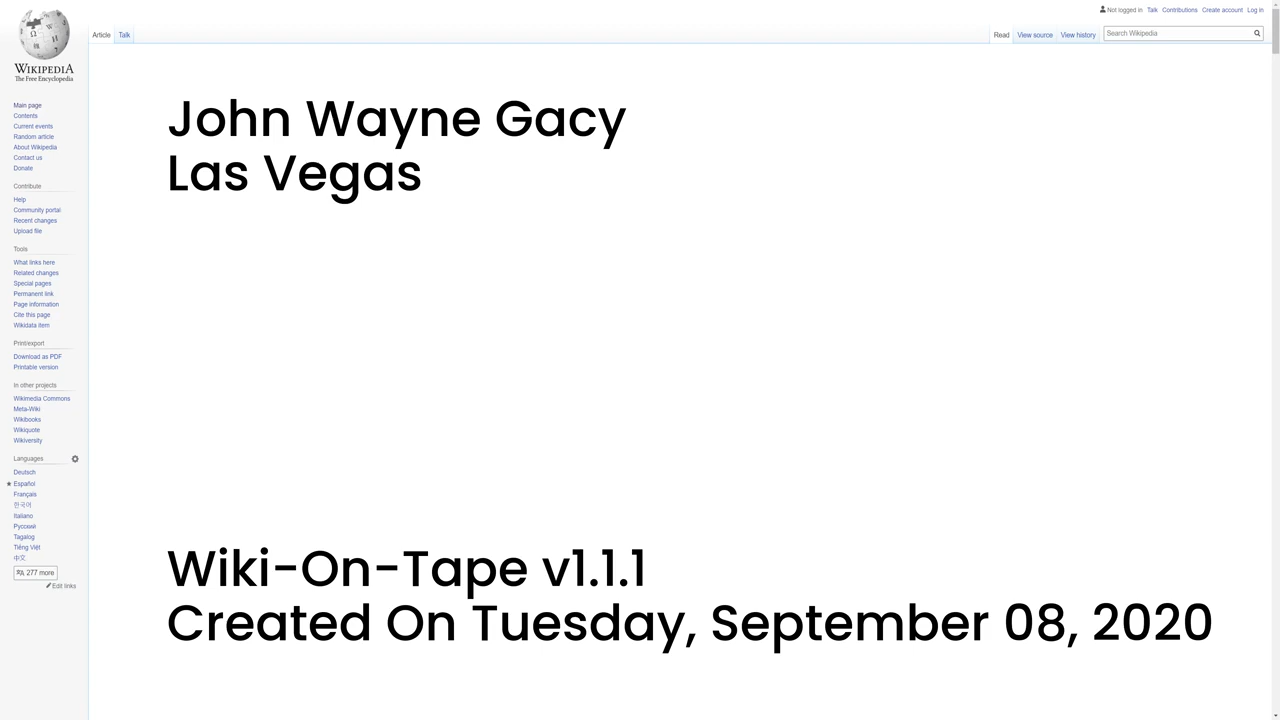 Not logged in Talk Contributions Create account Log in
Article Talk Read View source View history Search Wikipedia
WIKIPEDIA
The Free Encyclopedia
Main page
Contents
Current events
Random article
About Wikipedia
Contact us
Donate
Contribute
Help
Community portal
Recent changes
Upload file
Tools
What links here
Related changes
Special pages
Permanent link
Page information
Cite this page
Wikidata item
Print/export
Download as PDF
Printable version
In other projects
Wikimedia Commons
Meta-Wiki
Wikibooks
Wikiquote
Wikiversity
Languages
Deutsch
Español
Français
한국어
Italiano
Русский
Tagalog
Tiếng Việt
中文
277 more
Edit links
John Wayne Gacy
Las Vegas
Wiki-On-Tape v1.1.1
Created On Tuesday, September 08, 2020